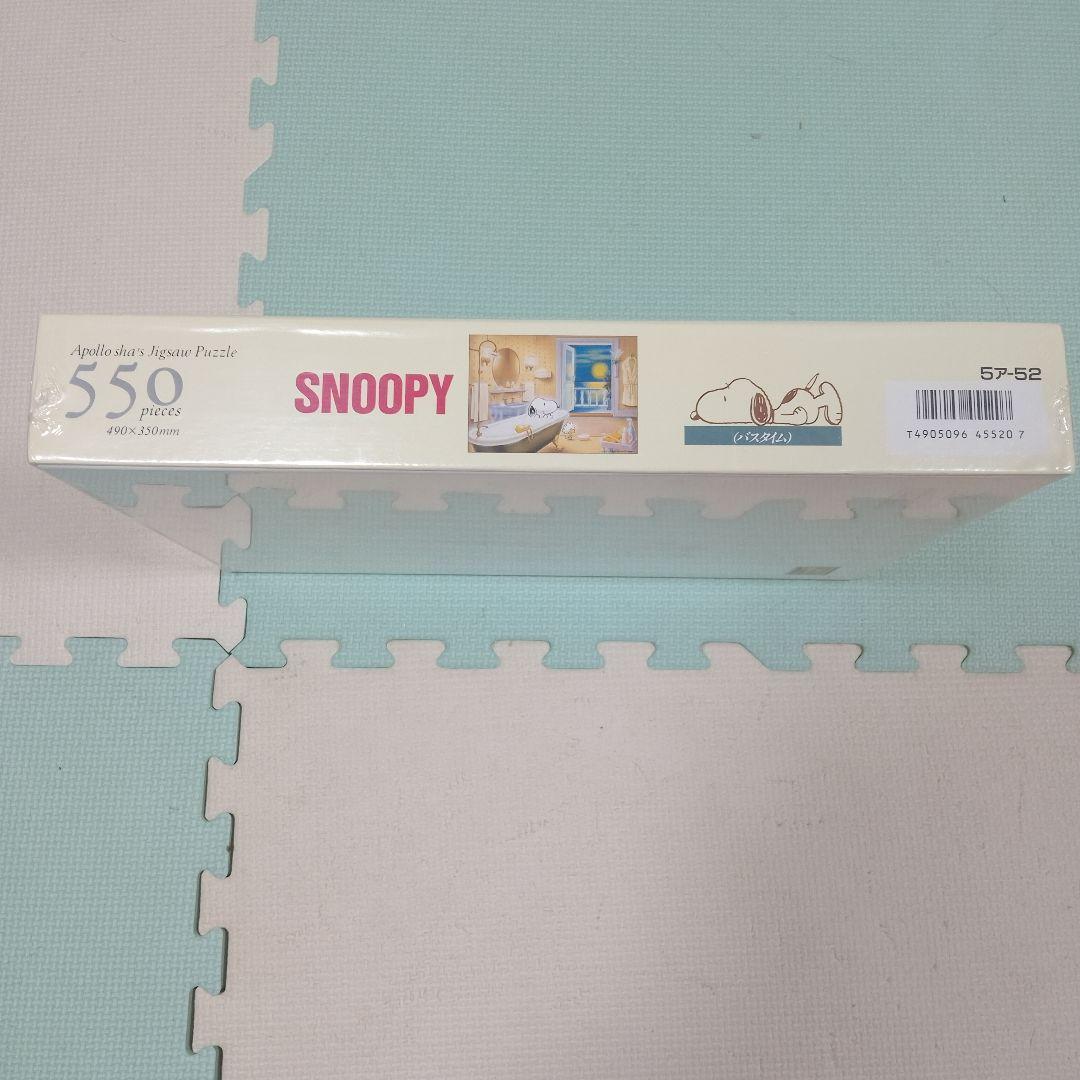 Apollo sha's Jigsaw Puzzle
550
pieces
490×350mm
SNOOPY
(バスタイム)
5ア-52
T4905096 45520 7